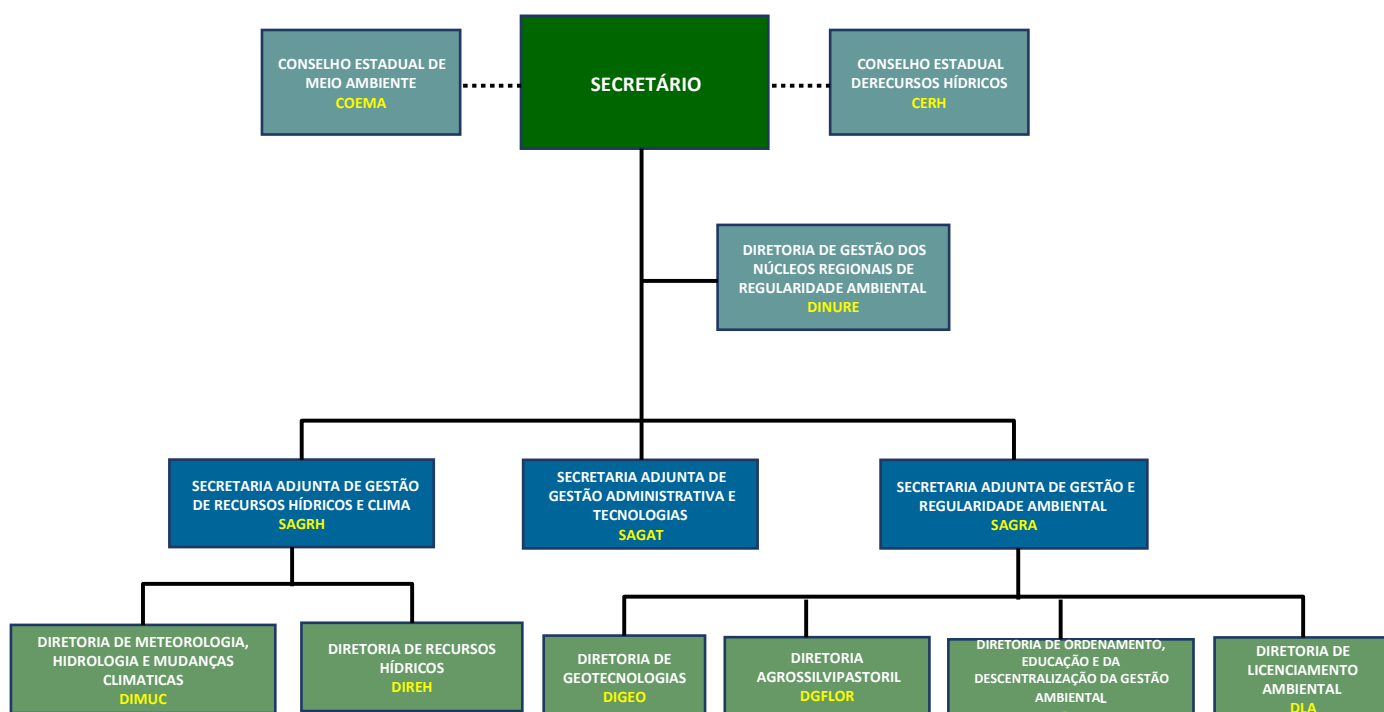 CONSELHO ESTADUAL DE
MEIO AMBIENTE
COEMA
SECRETÁRIO
CONSELHO ESTADUAL
DERECURSOS HÍDRICOS
CERH
DIRETORIA DE GESTÃO DOS
NÚCLEOS REGIONAIS DE
REGULARIDADE AMBIENTAL
DINURE
SECRETARIA ADJUNTA DE GESTÃO
DE RECURSOS HÍDRICOS E CLIMA
SAGRH
SECRETARIA ADJUNTA DE
GESTÃO ADMINISTRATIVA E
TECNOLOGIAS
SAGAT
SECRETARIA ADJUNTA DE GESTÃO E
REGULARIDADE AMBIENTAL
SAGRA
DIRETORIA DE METEOROLOGIA,
HIDROLOGIA E MUDANÇAS
CLIMATICAS
DIMUC
DIRETORIA DE RECURSOS
HÍDRICOS
DIREH
DIRETORIA DE
GEOTECNOLOGIAS
DIGEO
DIRETORIA
AGROSSILVIPASTORIL
DGFLOR
DIRETORIA DE ORDENAMENTO,
EDUCAÇÃO E DA
DESCENTRALIZAÇÃO DA GESTÃO
AMBIENTAL
DIRETORIA DE
LICENCIAMENTO
AMBIENTAL
DLA